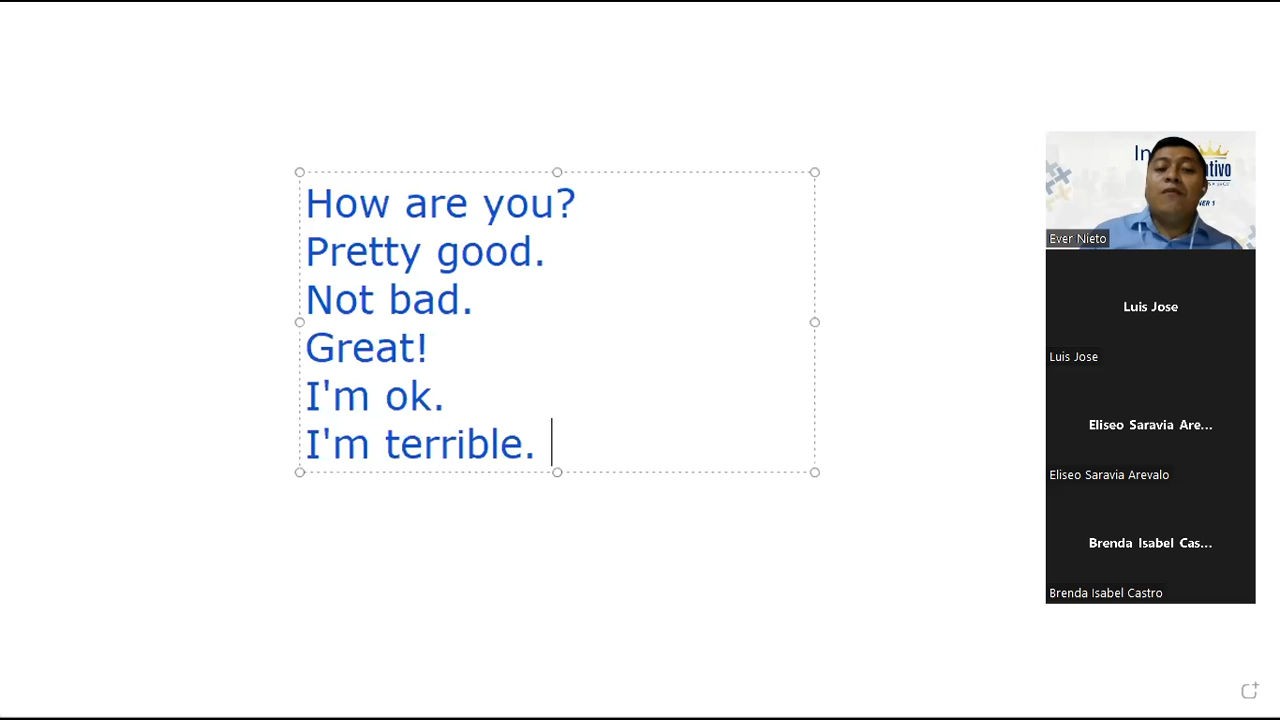 How are you?
Pretty good.
Not bad.
Great!
I'm ok.
I'm terrible.
Ever Nieto
Luis Jose
Luis Jose
Eliseo Saravia Are...
Eliseo Saravia Arevalo
Brenda Isabel Cas...
Brenda Isabel Castro